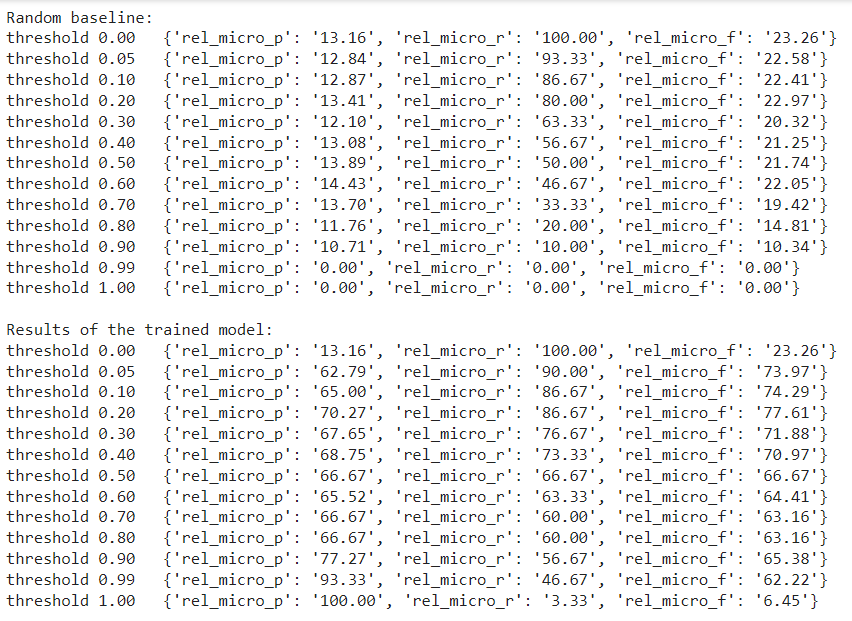 Random baseline:
threshold 0.00   {'rel_micro_p': '13.16', 'rel_micro_r': '100.00', 'rel_micro_f': '23.26'}
threshold 0.05   {'rel_micro_p': '12.84', 'rel_micro_r': '93.33', 'rel_micro_f': '22.58'}
threshold 0.10   {'rel_micro_p': '12.87', 'rel_micro_r': '86.67', 'rel_micro_f': '22.41'}
threshold 0.20   {'rel_micro_p': '13.41', 'rel_micro_r': '80.00', 'rel_micro_f': '22.97'}
threshold 0.30   {'rel_micro_p': '12.10', 'rel_micro_r': '63.33', 'rel_micro_f': '20.32'}
threshold 0.40   {'rel_micro_p': '13.08', 'rel_micro_r': '56.67', 'rel_micro_f': '21.25'}
threshold 0.50   {'rel_micro_p': '13.89', 'rel_micro_r': '50.00', 'rel_micro_f': '21.74'}
threshold 0.60   {'rel_micro_p': '14.43', 'rel_micro_r': '46.67', 'rel_micro_f': '22.05'}
threshold 0.70   {'rel_micro_p': '13.70', 'rel_micro_r': '33.33', 'rel_micro_f': '19.42'}
threshold 0.80   {'rel_micro_p': '11.76', 'rel_micro_r': '20.00', 'rel_micro_f': '14.81'}
threshold 0.90   {'rel_micro_p': '10.71', 'rel_micro_r': '10.00', 'rel_micro_f': '10.34'}
threshold 0.99   {'rel_micro_p': '0.00', 'rel_micro_r': '0.00', 'rel_micro_f': '0.00'}
threshold 1.00   {'rel_micro_p': '0.00', 'rel_micro_r': '0.00', 'rel_micro_f': '0.00'}
Results of the trained model:
threshold 0.00   {'rel_micro_p': '13.16', 'rel_micro_r': '100.00', 'rel_micro_f': '23.26'}
threshold 0.05   {'rel_micro_p': '62.79', 'rel_micro_r': '90.00', 'rel_micro_f': '73.97'}
threshold 0.10   {'rel_micro_p': '65.00', 'rel_micro_r': '86.67', 'rel_micro_f': '74.29'}
threshold 0.20   {'rel_micro_p': '70.27', 'rel_micro_r': '86.67', 'rel_micro_f': '77.61'}
threshold 0.30   {'rel_micro_p': '67.65', 'rel_micro_r': '76.67', 'rel_micro_f': '71.88'}
threshold 0.40   {'rel_micro_p': '68.75', 'rel_micro_r': '73.33', 'rel_micro_f': '70.97'}
threshold 0.50   {'rel_micro_p': '66.67', 'rel_micro_r': '66.67', 'rel_micro_f': '66.67'}
threshold 0.60   {'rel_micro_p': '65.52', 'rel_micro_r': '63.33', 'rel_micro_f': '64.41'}
threshold 0.70   {'rel_micro_p': '66.67', 'rel_micro_r': '60.00', 'rel_micro_f': '63.16'}
threshold 0.80   {'rel_micro_p': '66.67', 'rel_micro_r': '60.00', 'rel_micro_f': '63.16'}
threshold 0.90   {'rel_micro_p': '77.27', 'rel_micro_r': '56.67', 'rel_micro_f': '65.38'}
threshold 0.99   {'rel_micro_p': '93.33', 'rel_micro_r': '46.67', 'rel_micro_f': '62.22'}
threshold 1.00   {'rel_micro_p': '100.00', 'rel_micro_r': '3.33', 'rel_micro_f': '6.45'}